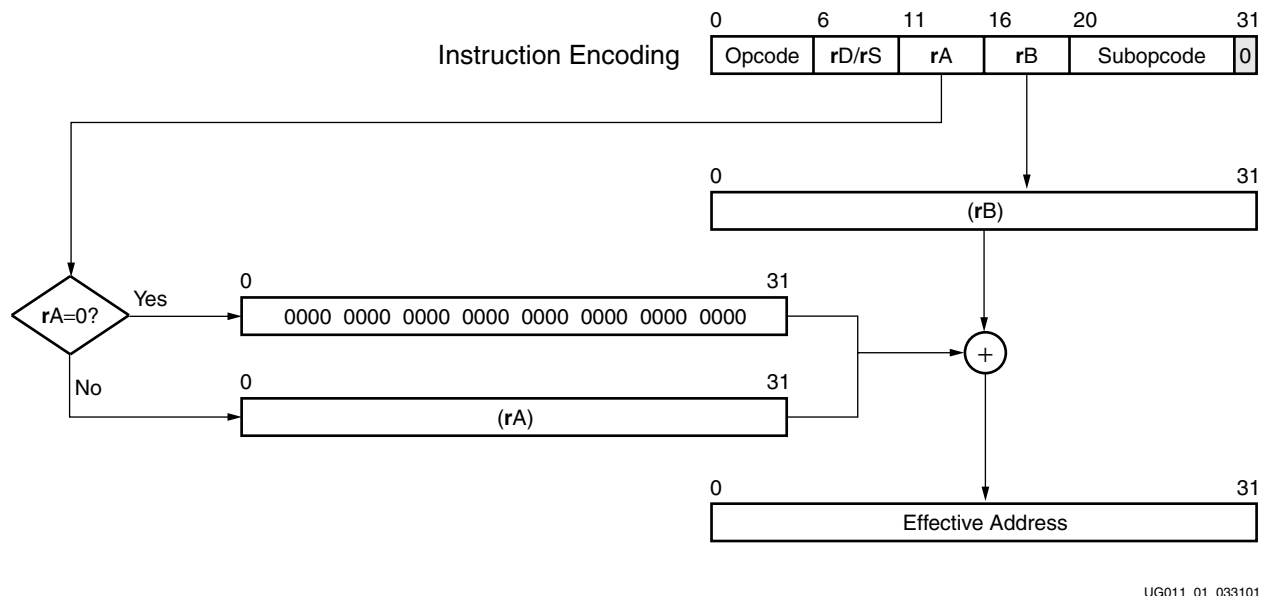 0 6 11 16 20 31
Instruction Encoding Opcode rD/rS rA rB Subopcode 0
0 31
(rB)
0 31
rA=0? Yes 0000 0000 0000 0000 0000 0000 0000 0000
+
No 0 31
(rA)
0 31
Effective Address
UG011_01_033101